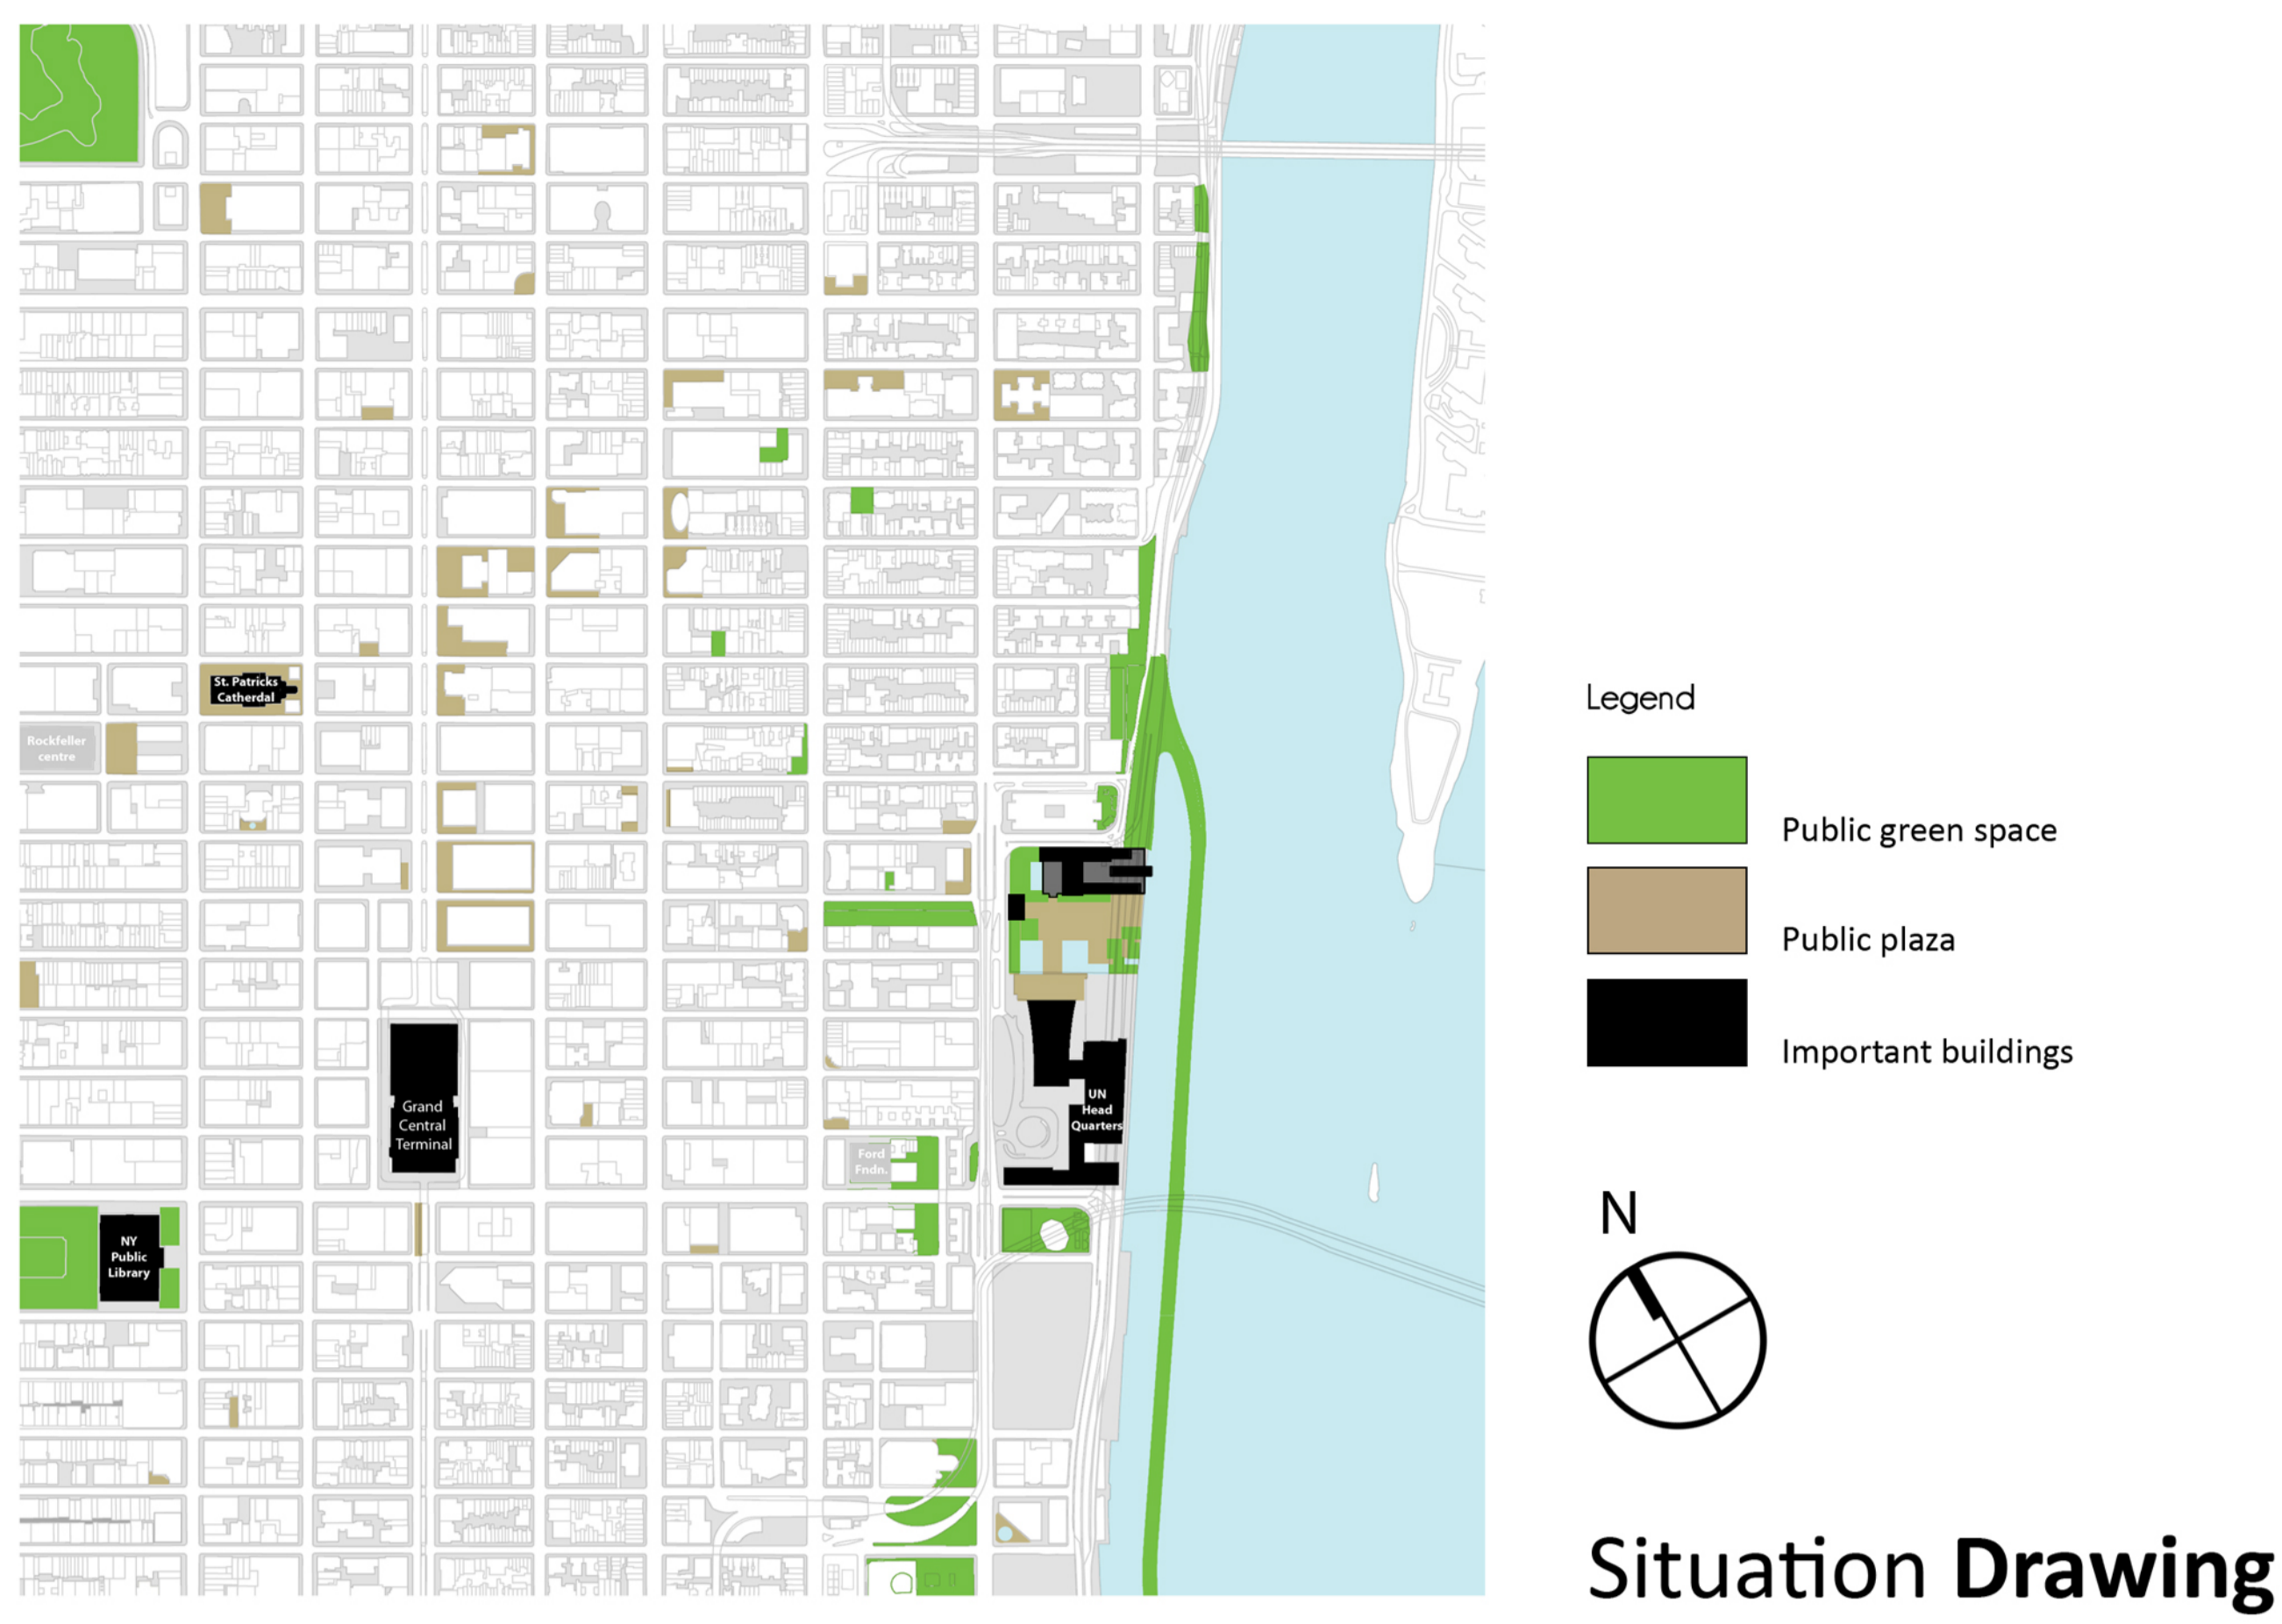 St. Patricks
Catherdal
Rockfeller
centre
Grand
Central
Terminal
UN
Head
Quarters
Ford
Fndn.
NY
Public
Library
Legend
Public green space
Public plaza
Important buildings
N
Situation Drawing